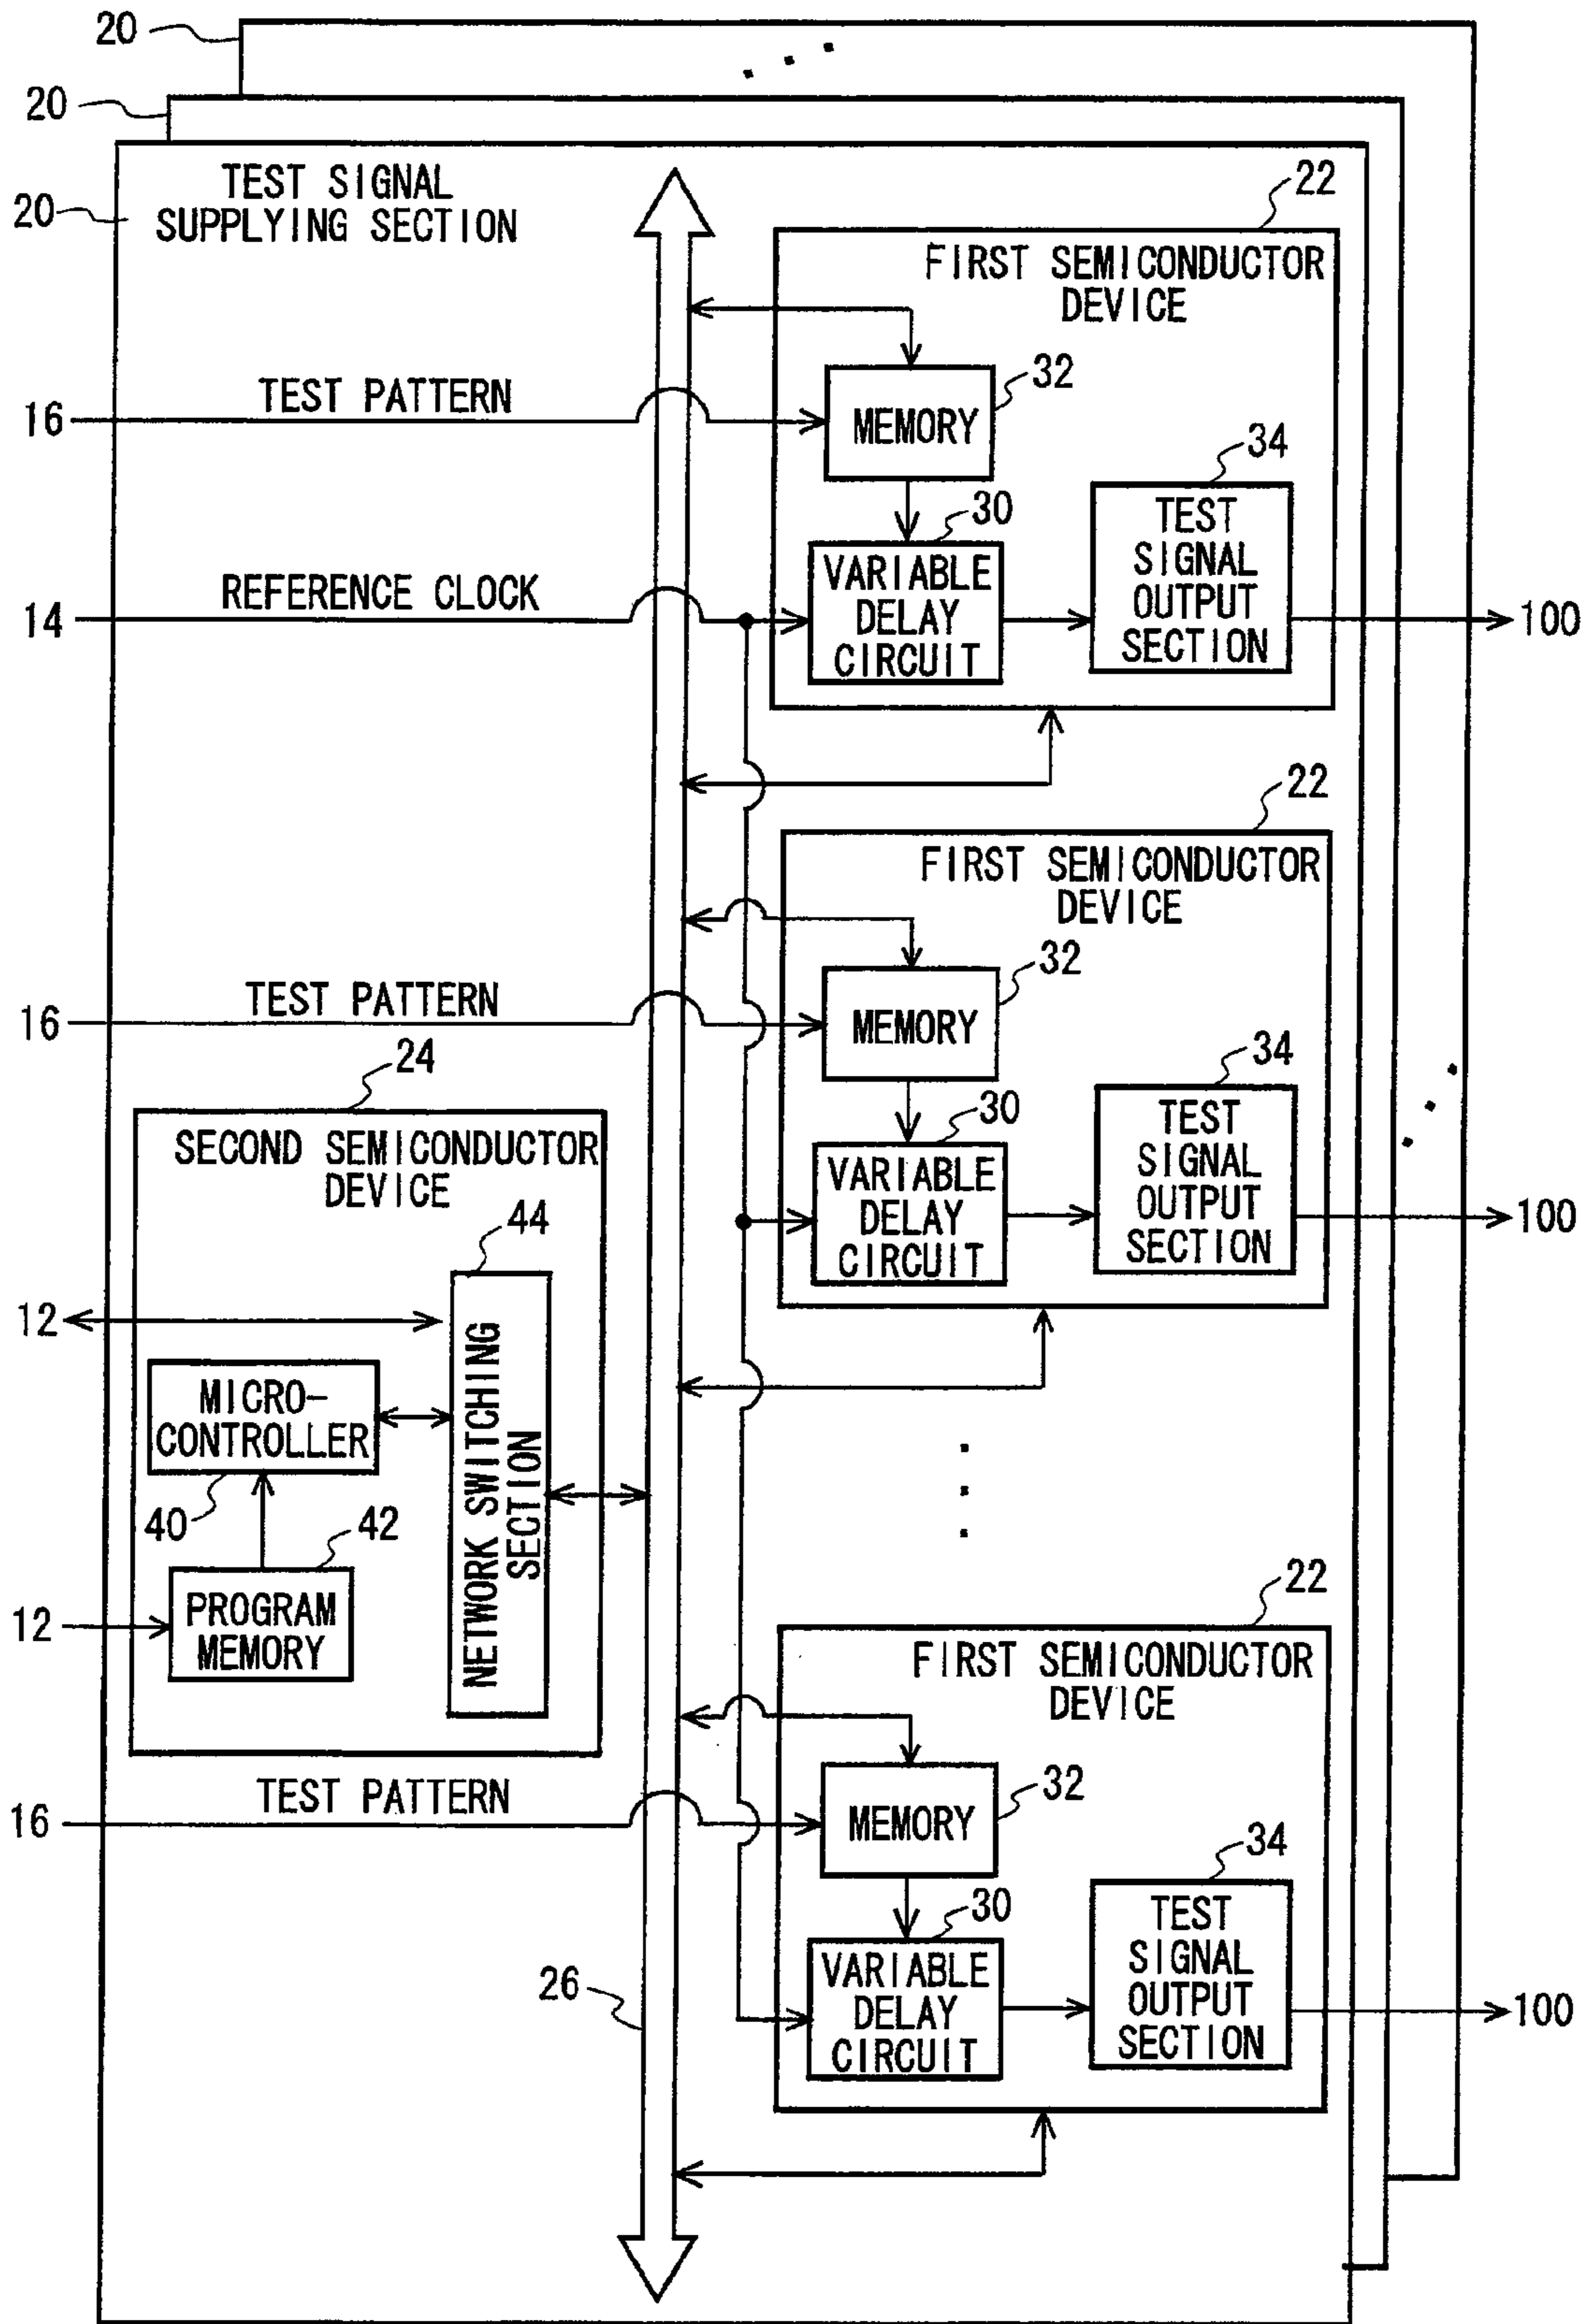 20
20
20
TEST SIGNAL
SUPPLYING SECTION
22
FIRST SEMICONDUCTOR
DEVICE
16
TEST PATTERN
32
MEMORY
34
30
14
REFERENCE CLOCK
VARIABLE
DELAY
CIRCUIT
TEST
SIGNAL
OUTPUT
SECTION
100
22
FIRST SEMICONDUCTOR
DEVICE
16
TEST PATTERN
32
MEMORY
34
30
VARIABLE
DELAY
CIRCUIT
TEST
SIGNAL
OUTPUT
SECTION
100
24
SECOND SEMICONDUCTOR
DEVICE
44
12
NETWORK SWITCHING
SECTION
MICRO-
CONTROLLER
40
42
12
PROGRAM
MEMORY
22
FIRST SEMICONDUCTOR
DEVICE
16
TEST PATTERN
32
MEMORY
34
30
VARIABLE
DELAY
CIRCUIT
TEST
SIGNAL
OUTPUT
SECTION
100
26